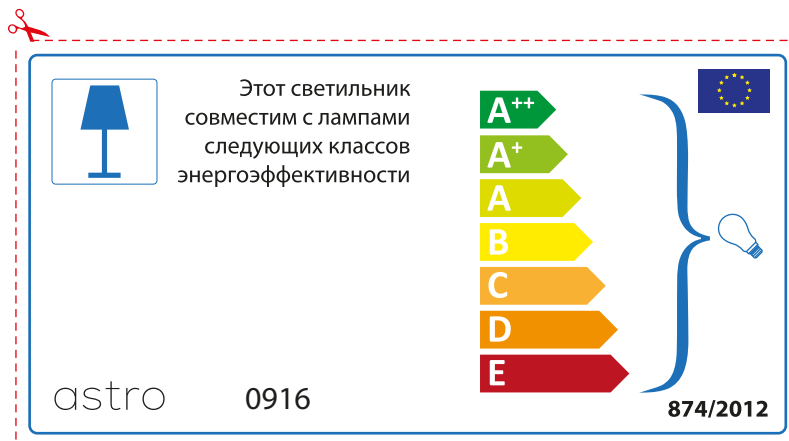 Этот светильник
совместим с лампами
следующих классов
энергоэффективности
A++
A+
A
B
C
D
E
astro
0916
874/2012